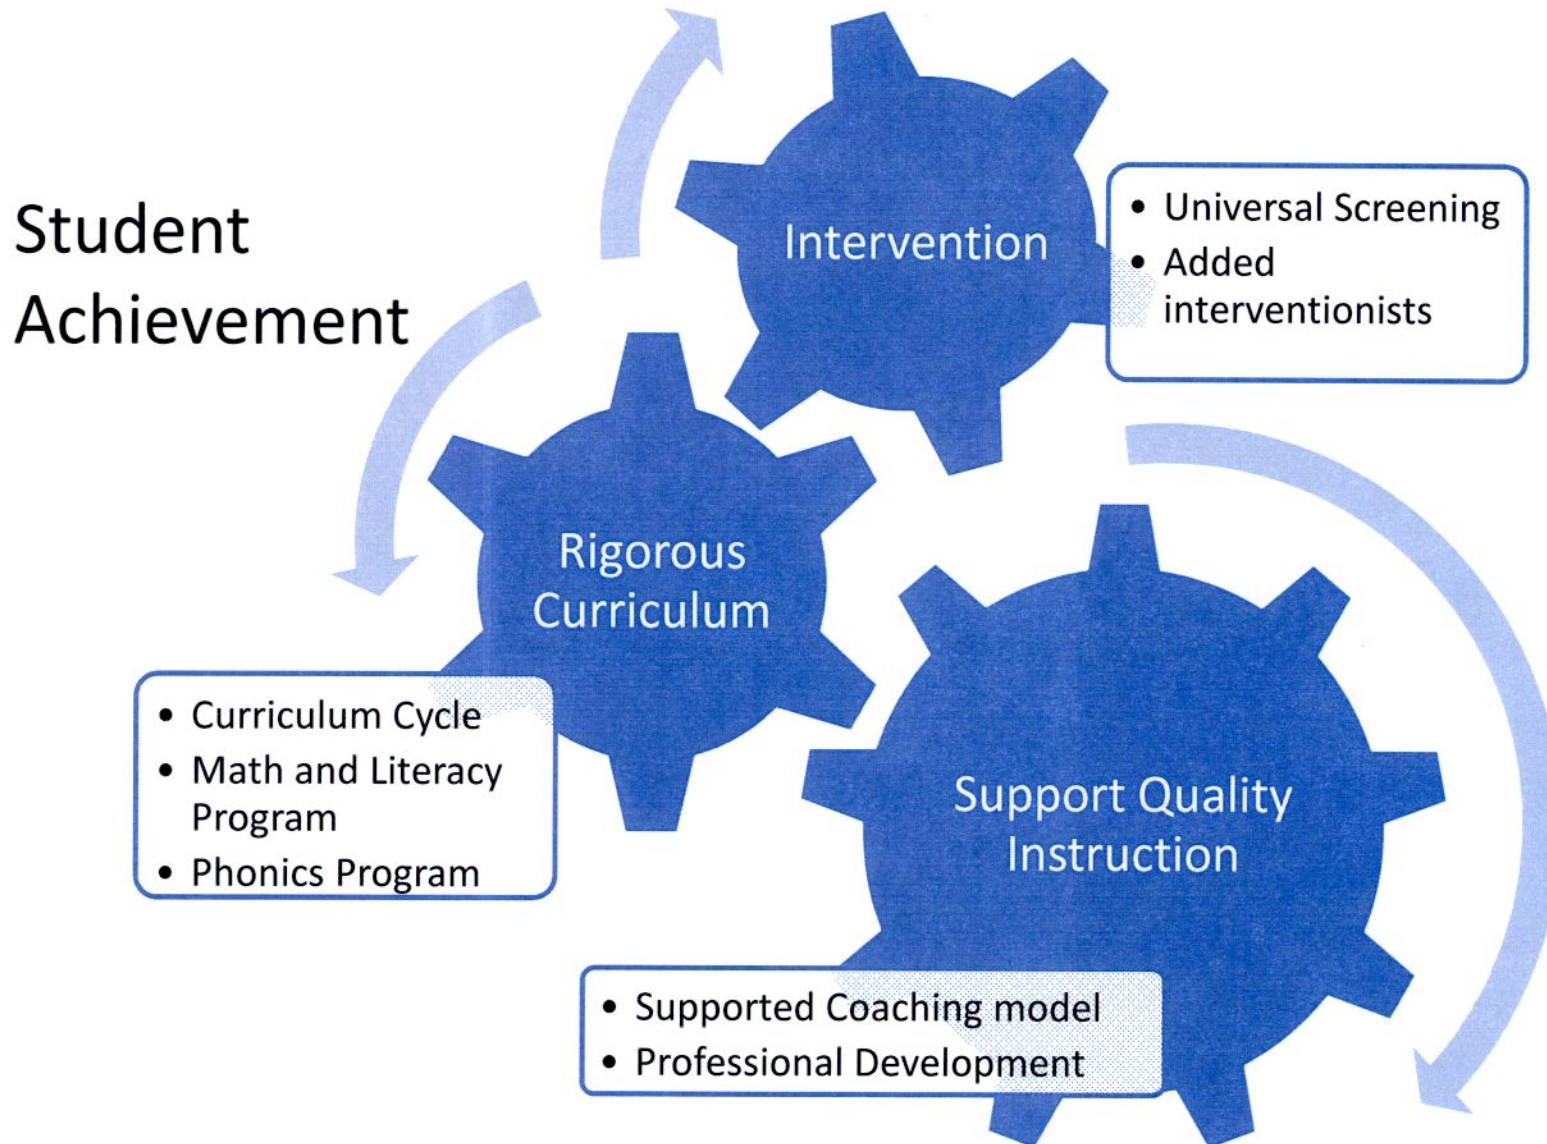 Student
Achievement
Intervention
• Universal Screening
• Added
interventionists
Rigorous
Curriculum
• Curriculum Cycle
• Math and Literacy
Program
• Phonics Program
Support Quality
Instruction
• Supported Coaching model
• Professional Development